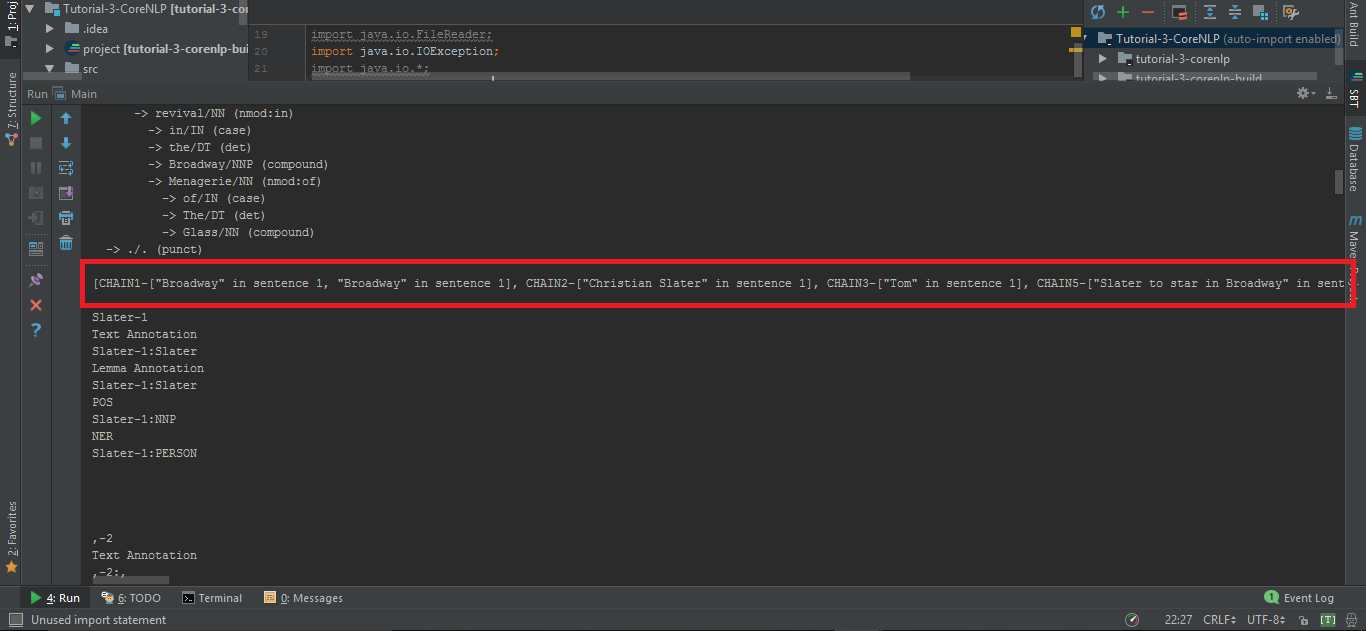 1: Proj
Tutorial-3-CoreNLP [tutorial-3-cor
.idea
project [tutorial-3-corenlp-bui
src
19 import java.io.FileReader;
20 import java.io.IOException;
21 import java.io.*;
Tutorial-3-CoreNLP (auto-import enabled)
tutorial-3-corenlp
tutorial-3-corenlp-build
Ant Build
SBT
Database
Maven
7: Structure
2: Favorites
Run Main
-> revival/NN (nmod:in)
-> in/IN (case)
-> the/DT (det)
-> Broadway/NNP (compound)
-> Menagerie/NN (nmod:of)
-> of/IN (case)
-> The/DT (det)
-> Glass/NN (compound)
-> ./. (punct)
[CHAIN1-["Broadway" in sentence 1, "Broadway" in sentence 1], CHAIN2-["Christian Slater" in sentence 1], CHAIN3-["Tom" in sentence 1], CHAIN5-["Slater to star in Broadway" in sent
Slater-1
Text Annotation
Slater-1:Slater
Lemma Annotation
Slater-1:Slater
POS
Slater-1:NNP
NER
Slater-1:PERSON
,-2
Text Annotation
,-2:,
4: Run 6: TODO Terminal 0: Messages 1 Event Log
Unused import statement 22:27 CRLF UTF-8 [T]